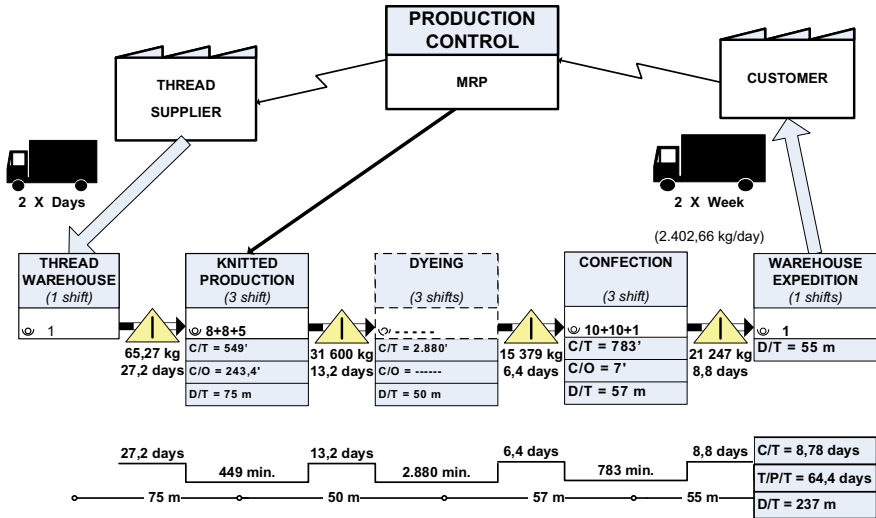 PRODUCTION
CONTROL
MRP
THREAD
SUPPLIER
CUSTOMER
2 X Days
2 X Week
(2.402,66 kg/day)
THREAD
WAREHOUSE
(1 shift)
1
KNITTED
PRODUCTION
(3 shift)
8+8+5
C/T = 549'
C/O = 243,4'
D/T = 75 m
DYEING
(3 shifts)
- - - - -
C/T = 2.880'
C/O = ------
D/T = 50 m
CONFECTION
(3 shift)
10+10+1
C/T = 783'
C/O = 7'
D/T = 57 m
WAREHOUSE
EXPEDITION
(1 shifts)
1
D/T = 55 m
65,27 kg
27,2 days
31 600 kg
13,2 days
15 379 kg
6,4 days
21 247 kg
8,8 days
27,2 days
449 min.
13,2 days
2.880 min.
6,4 days
783 min.
8,8 days
75 m
50 m
57 m
55 m
C/T = 8,78 days
T/P/T = 64,4 days
D/T = 237 m